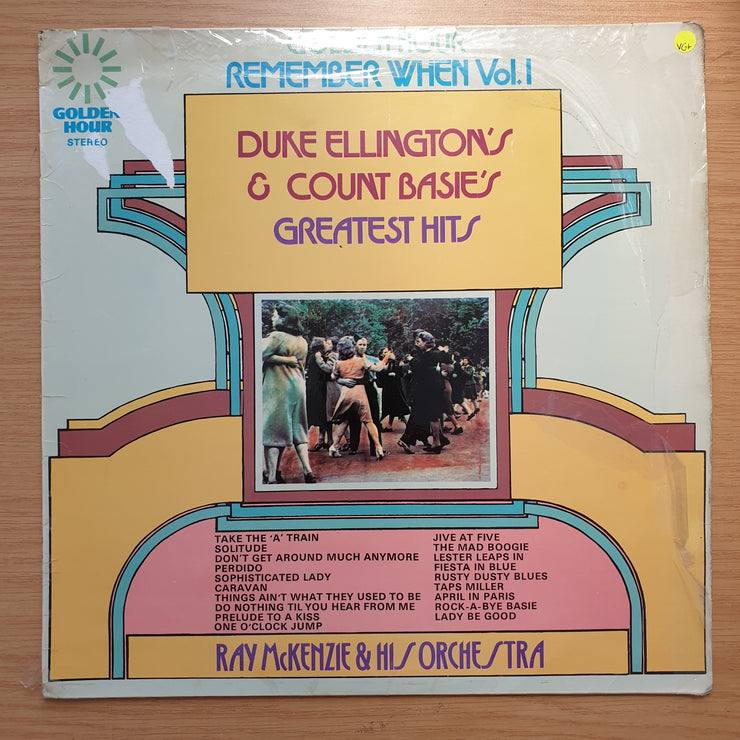 GOLDEN HOUR
REMEMBER WHEN Vol. 1
VG+
GOLDEN
HOUR
STEREO
DUKE ELLINGTON'S
& COUNT BASIE'S
GREATEST HITS
TAKE THE 'A' TRAIN
SOLITUDE
DON'T GET AROUND MUCH ANYMORE
PERDIDO
SOPHISTICATED LADY
CARAVAN
THINGS AIN'T WHAT THEY USED TO BE
DO NOTHING TIL YOU HEAR FROM ME
PRELUDE TO A KISS
ONE O'CLOCK JUMP
JIVE AT FIVE
THE MAD BOOGIE
LESTER LEAPS IN
FIESTA IN BLUE
RUSTY DUSTY BLUES
TAPS MILLER
APRIL IN PARIS
ROCK-A-BYE BASIE
LADY BE GOOD
RAY McKENZIE & HIS ORCHESTRA